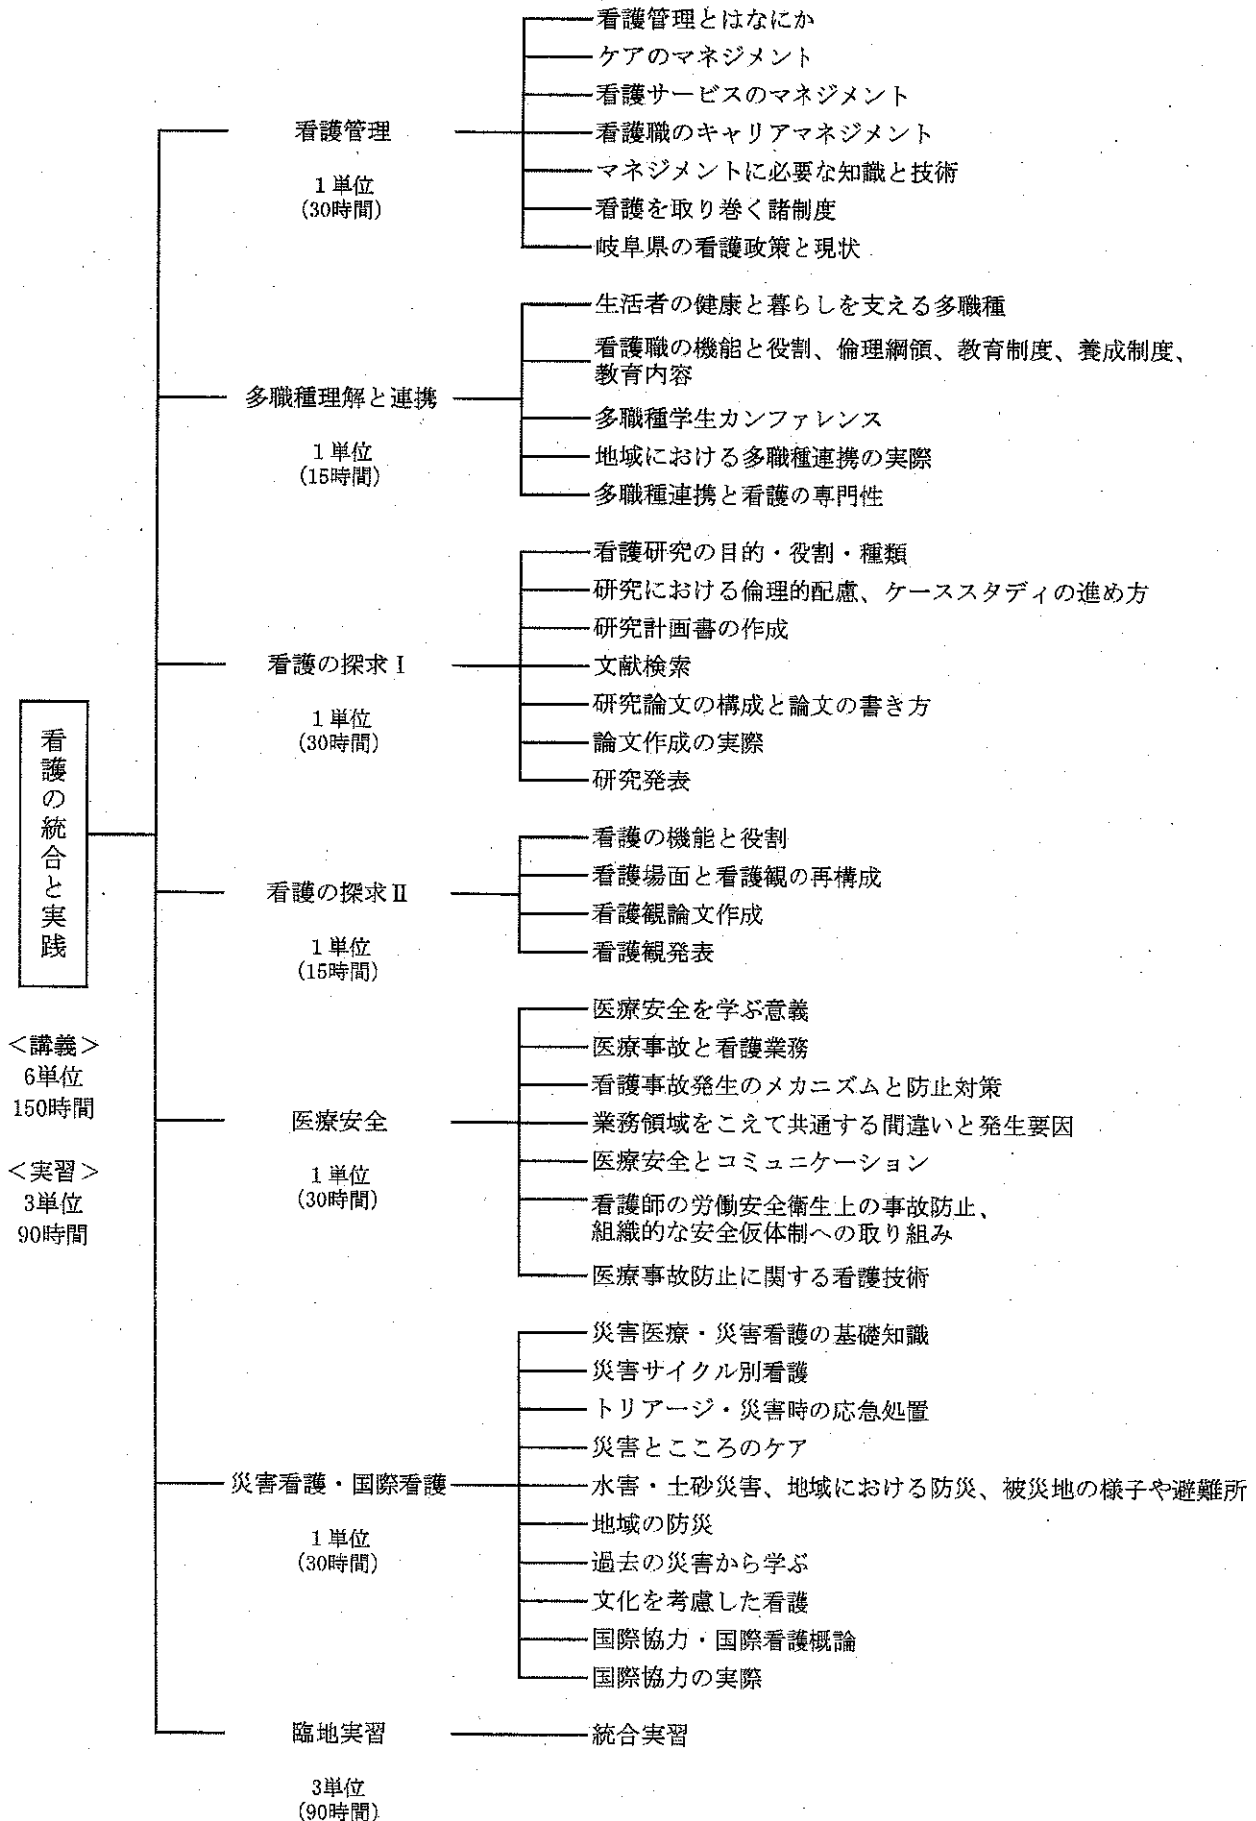 看護の統合と実践
<講義>
6単位
150時間
<実習>
3単位
90時間
看護管理
1単位
(30時間)
看護管理とはなにか
ケアのマネジメント
看護サービスのマネジメント
看護職のキャリアマネジメント
マネジメントに必要な知識と技術
看護を取り巻く諸制度
岐阜県の看護政策と現状
多職種理解と連携
1単位
(15時間)
生活者の健康と暮らしを支える多職種
看護職の機能と役割、倫理綱領、教育制度、養成制度、
教育内容
多職種学生カンファレンス
地域における多職種連携の実際
多職種連携と看護の専門性
看護の探求Ⅰ
1単位
(30時間)
看護研究の目的・役割・種類
研究における倫理的配慮、ケーススタディの進め方
研究計画書の作成
文献検索
研究論文の構成と論文の書き方
論文作成の実際
研究発表
看護の探求Ⅱ
1単位
(15時間)
看護の機能と役割
看護場面と看護観の再構成
看護観論文作成
看護観発表
医療安全
1単位
(30時間)
医療安全を学ぶ意義
医療事故と看護業務
看護事故発生のメカニズムと防止対策
業務領域をこえて共通する間違いと発生要因
医療安全とコミュニケーション
看護師の労働安全衛生上の事故防止、
組織的な安全仮体制への取り組み
医療事故防止に関する看護技術
災害看護・国際看護
1単位
(30時間)
災害医療・災害看護の基礎知識
災害サイクル別看護
トリアージ・災害時の応急処置
災害とこころのケア
水害・土砂災害、地域における防災、被災地の様子や避難所
地域の防災
過去の災害から学ぶ
文化を考慮した看護
国際協力・国際看護概論
国際協力の実際
臨地実習
3単位
(90時間)
統合実習